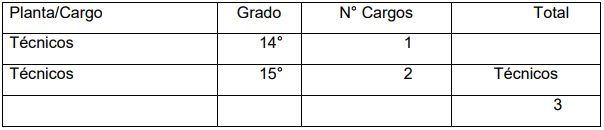 Planta/Cargo Grado N° Cargos Total
Técnicos 14° 1
Técnicos 15° 2 Técnicos
3